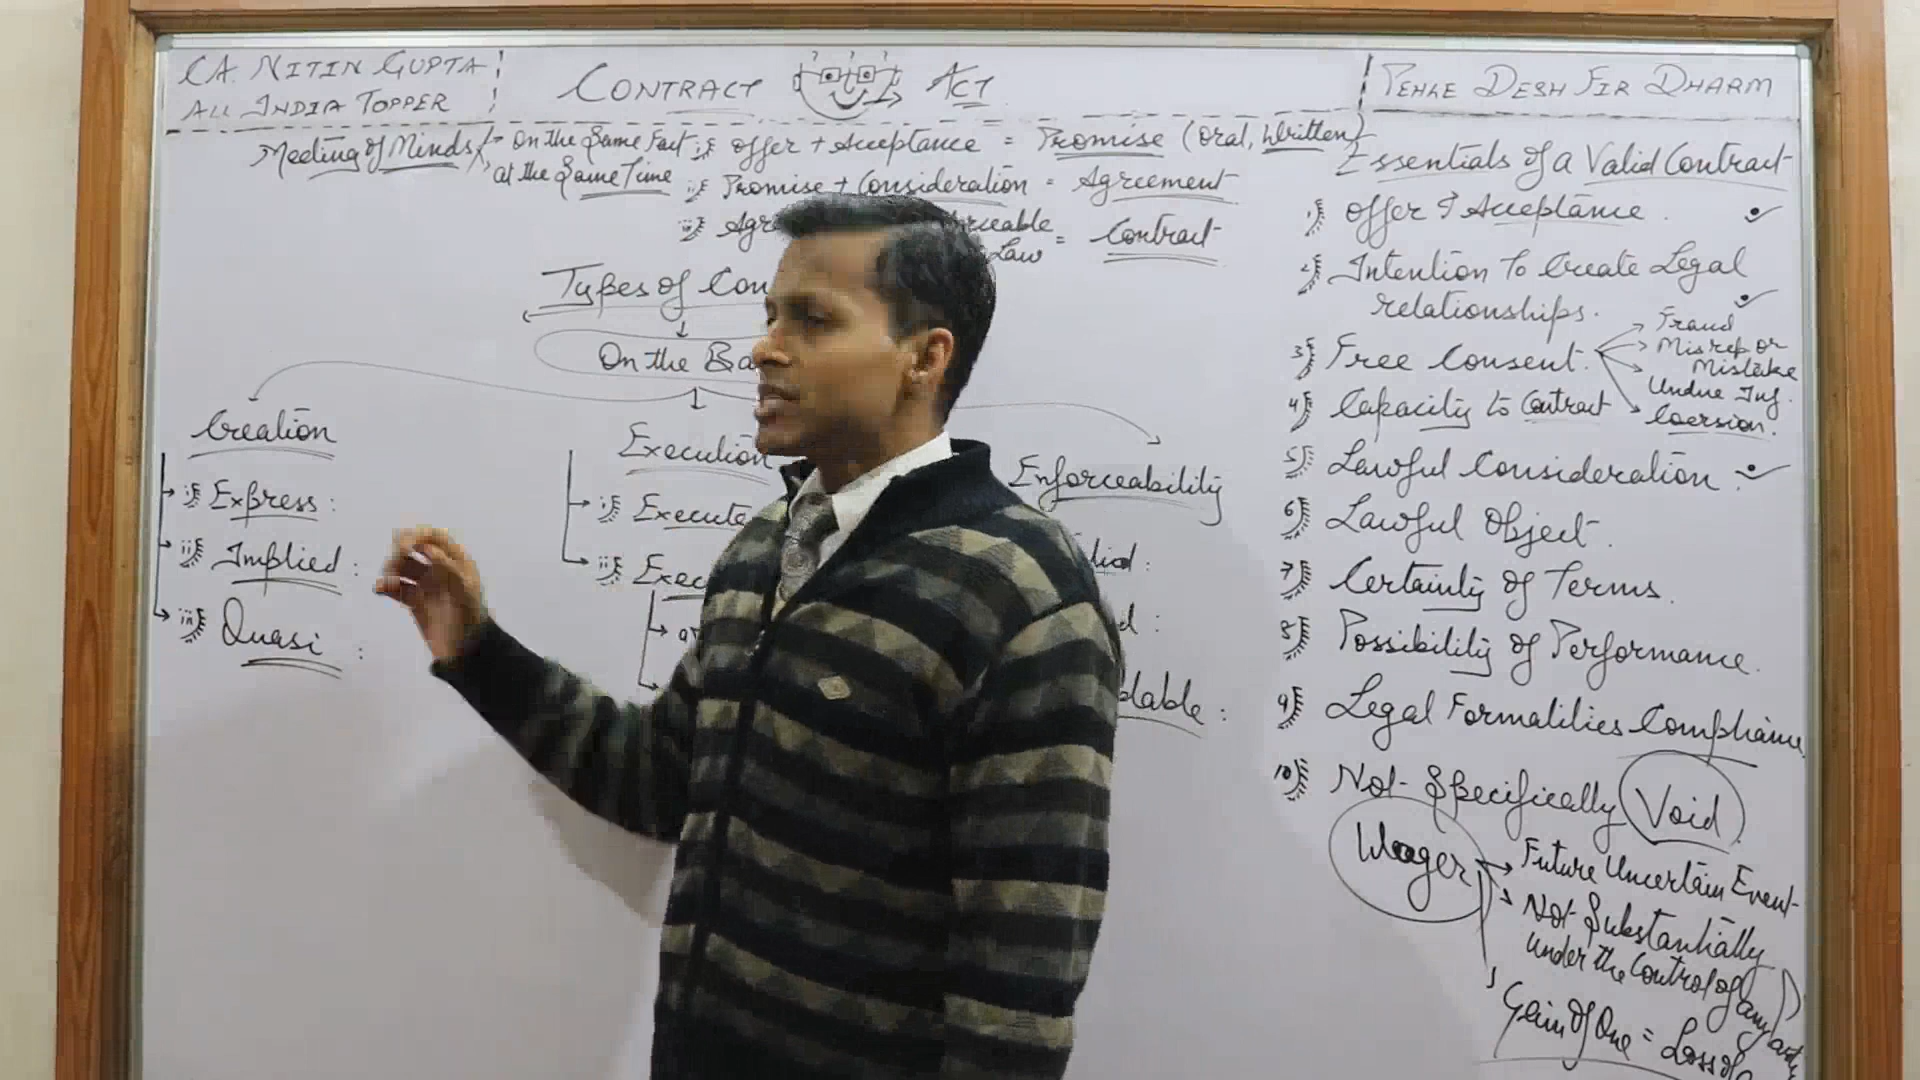 CA. NITIN GUPTA
ALL INDIA TOPPER
CONTRACT ACT
PEHLE DESH FIR DHARM
Meeting of Minds
On the Same Fact
at the Same Time
i) Offer + Acceptance = Promise (Oral, Written)
ii) Promise + Consideration = Agreement
iii) Agr
Law = Contract
Types of Con
On the Ba
Creation
i) Express :
ii) Implied :
iii) Quasi :
Execution
i) Execute
ii) Exec
a)
Enforceability
Essentials of a Valid Contract
1) Offer & Acceptance .
2) Intention To Create Legal
relationships.
3) Free Consent.
Fraud
Misrep or
Mistake
Undue Inf.
Coersion.
4) Capacity to Contract
5) Lawful Consideration .
6) Lawful Object .
7) Certainty of Terms.
8) Possibility of Performance.
9) Legal Formalities Compliance
10) Not Specifically Void
Wager
Future Uncertain Event
Not Substantially
under the Control of any
Gain of One = Loss of